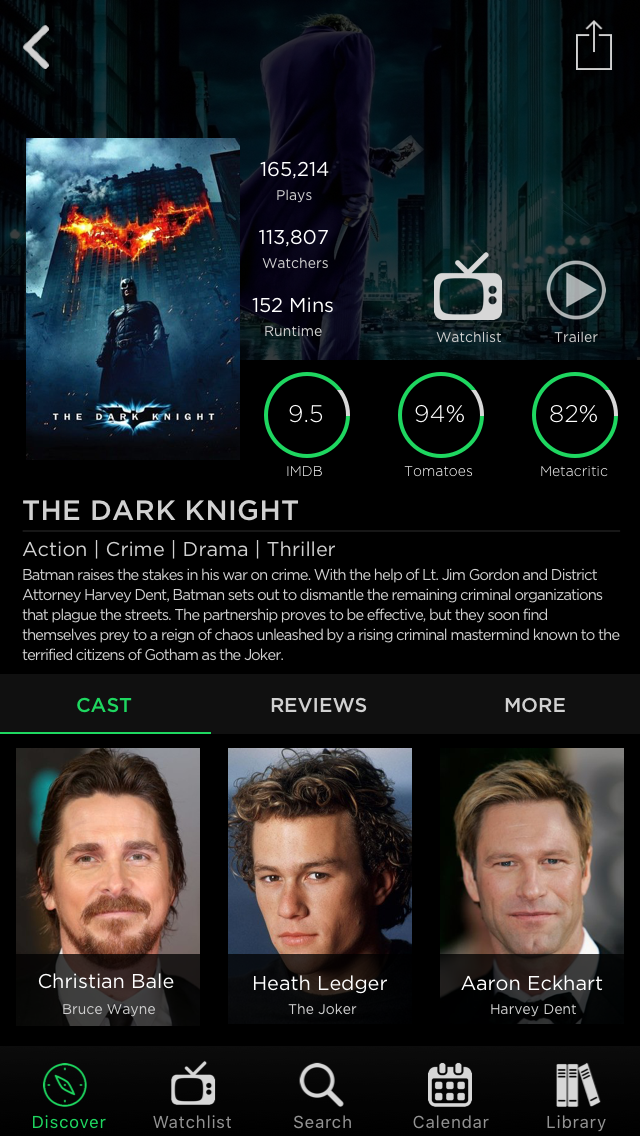 165,214
Plays
113,807
Watchers
152 Mins
Runtime
Watchlist
Trailer
THE DARK KNIGHT
9.5
94%
82%
IMDB
Tomatoes
Metacritic
THE DARK KNIGHT
Action | Crime | Drama | Thriller
Batman raises the stakes in his war on crime. With the help of Lt. Jim Gordon and District
Attorney Harvey Dent, Batman sets out to dismantle the remaining criminal organizations
that plague the streets. The partnership proves to be effective, but they soon find
themselves prey to a reign of chaos unleashed by a rising criminal mastermind known to the
terrified citizens of Gotham as the Joker.
CAST
REVIEWS
MORE
Christian Bale
Bruce Wayne
Heath Ledger
The Joker
Aaron Eckhart
Harvey Dent
Discover
Watchlist
Search
Calendar
Library